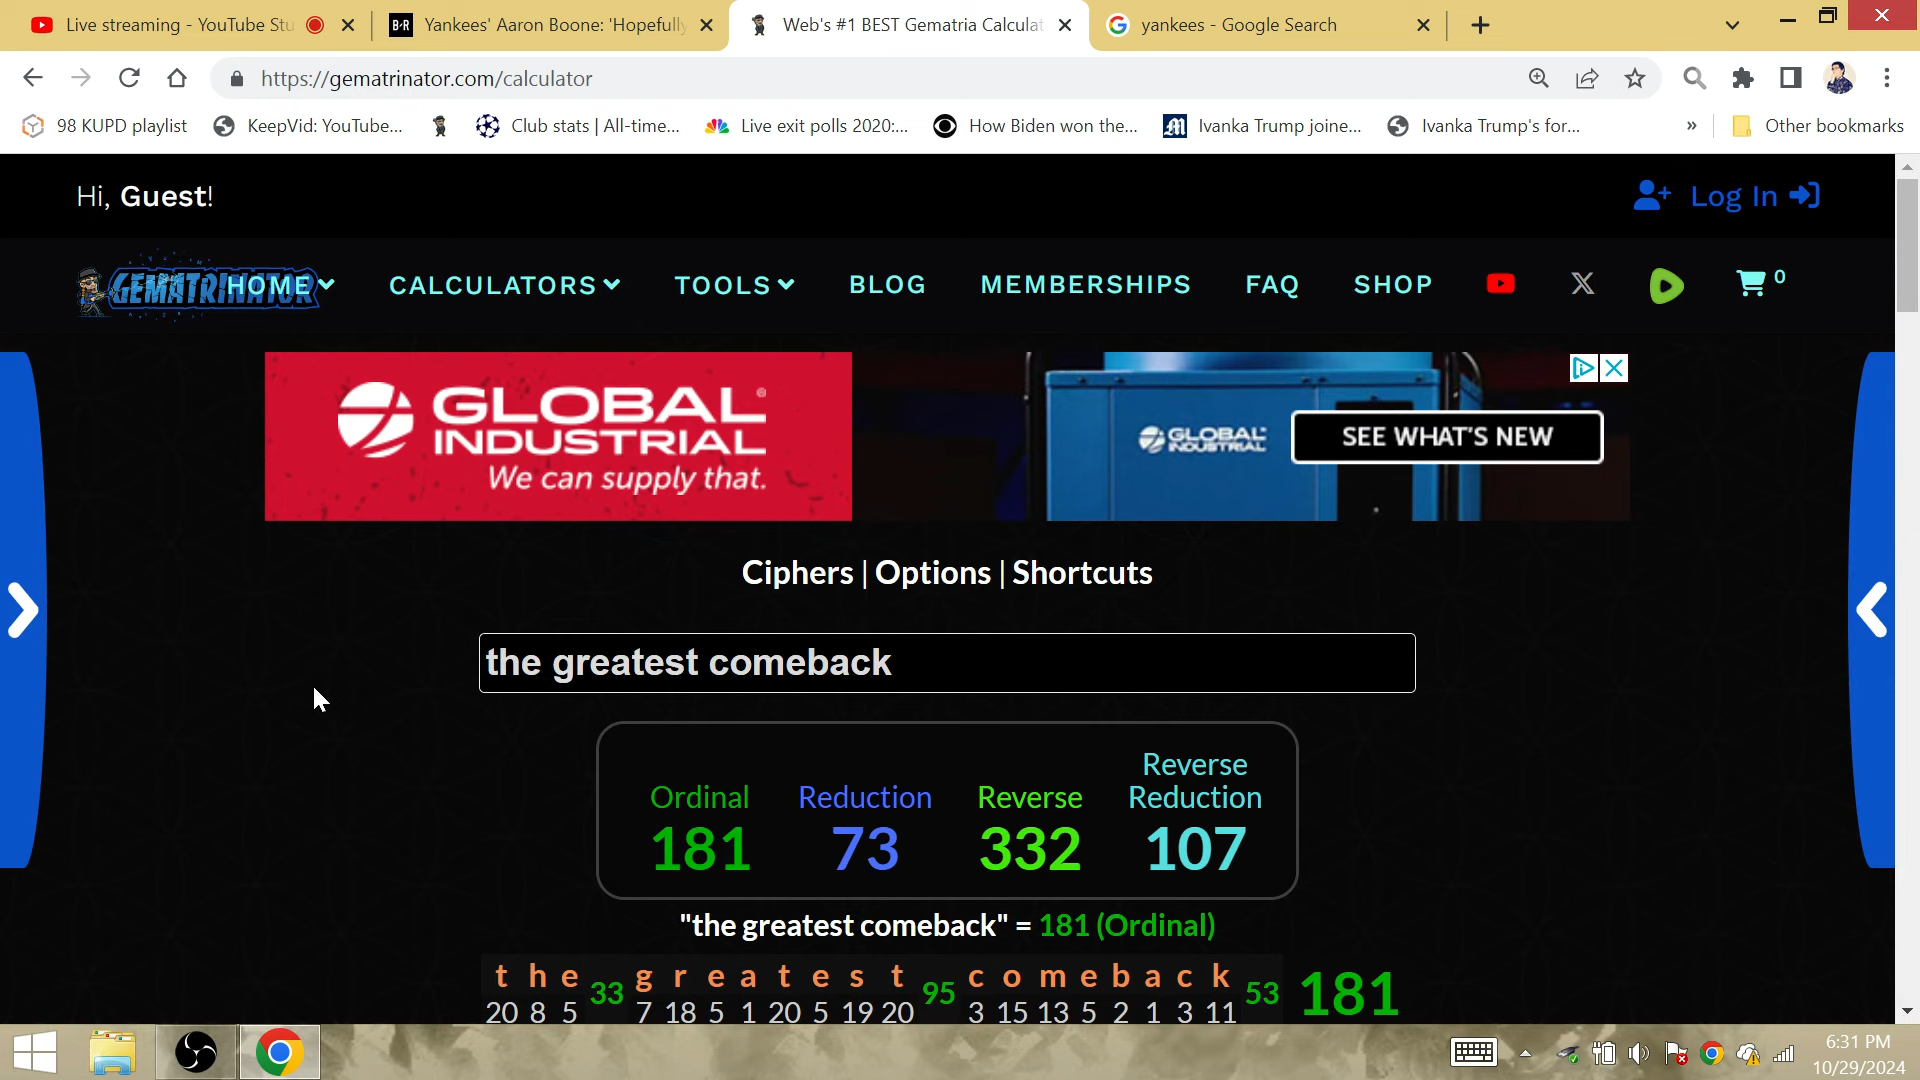 Live streaming - YouTube Stu
Yankees' Aaron Boone: 'Hopefully
Web's #1 BEST Gematria Calculat
yankees - Google Search
https://gematrinator.com/calculator
98 KUPD playlist
KeepVid: YouTube...
Club stats | All-time...
Live exit polls 2020:...
How Biden won the...
Ivanka Trump joine...
Ivanka Trump's for...
»
Other bookmarks
Hi, Guest!
Log In
GEMATRINATOR
HOME
CALCULATORS
TOOLS
BLOG
MEMBERSHIPS
FAQ
SHOP
0
GLOBAL
INDUSTRIAL
We can supply that.
GLOBAL
INDUSTRIAL
SEE WHAT'S NEW
Ciphers | Options | Shortcuts
the greatest comeback
Ordinal
181
Reduction
73
Reverse
332
Reverse
Reduction
107
"the greatest comeback" = 181 (Ordinal)
t h e 33 g r e a t e s t 95 c o m e b a c k 53 181
20 8 5 7 18 5 1 20 5 19 20 3 15 13 5 2 1 3 11
6:31 PM
10/29/2024